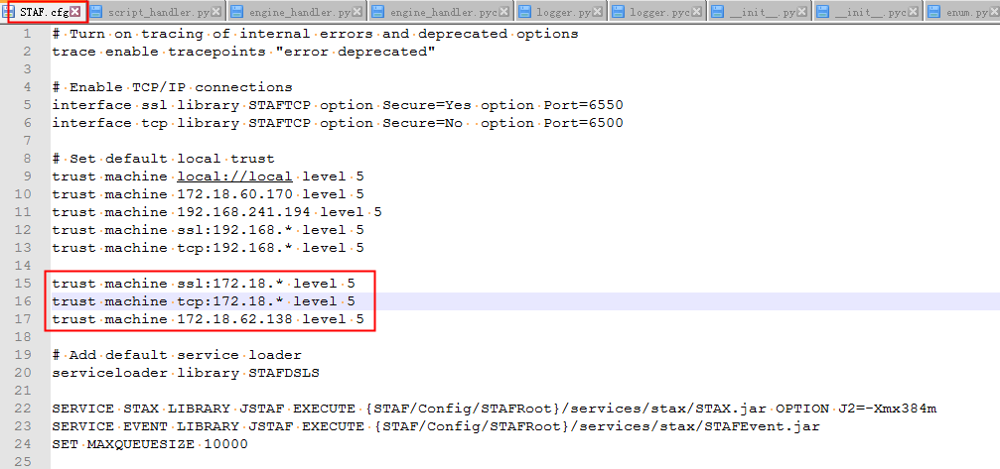 STAF.cfg script_handler.py engine_handler.py engine_handler.pyc logger.py logger.pyc __init__.py __init__.pyc enum.py
1 # Turn on tracing of internal errors and deprecated options
2 trace enable tracepoints "error deprecated"
3
4 # Enable TCP/IP connections
5 interface ssl library STAFTCP option Secure=Yes option Port=6550
6 interface tcp library STAFTCP option Secure=No  option Port=6500
7
8 # Set default local trust
9 trust machine local://local level 5
10 trust machine 172.18.60.170 level 5
11 trust machine 192.168.241.194 level 5
12 trust machine ssl:192.168.* level 5
13 trust machine tcp:192.168.* level 5
14
15 trust machine ssl:172.18.* level 5
16 trust machine tcp:172.18.* level 5
17 trust machine 172.18.62.138 level 5
18
19 # Add default service loader
20 serviceloader library STAFDSLS
21
22 SERVICE STAX LIBRARY JSTAF EXECUTE {STAF/Config/STAFRoot}/services/stax/STAX.jar OPTION J2=-Xmx384m
23 SERVICE EVENT LIBRARY JSTAF EXECUTE {STAF/Config/STAFRoot}/services/stax/STAFEvent.jar
24 SET MAXQUEUESIZE 10000
25